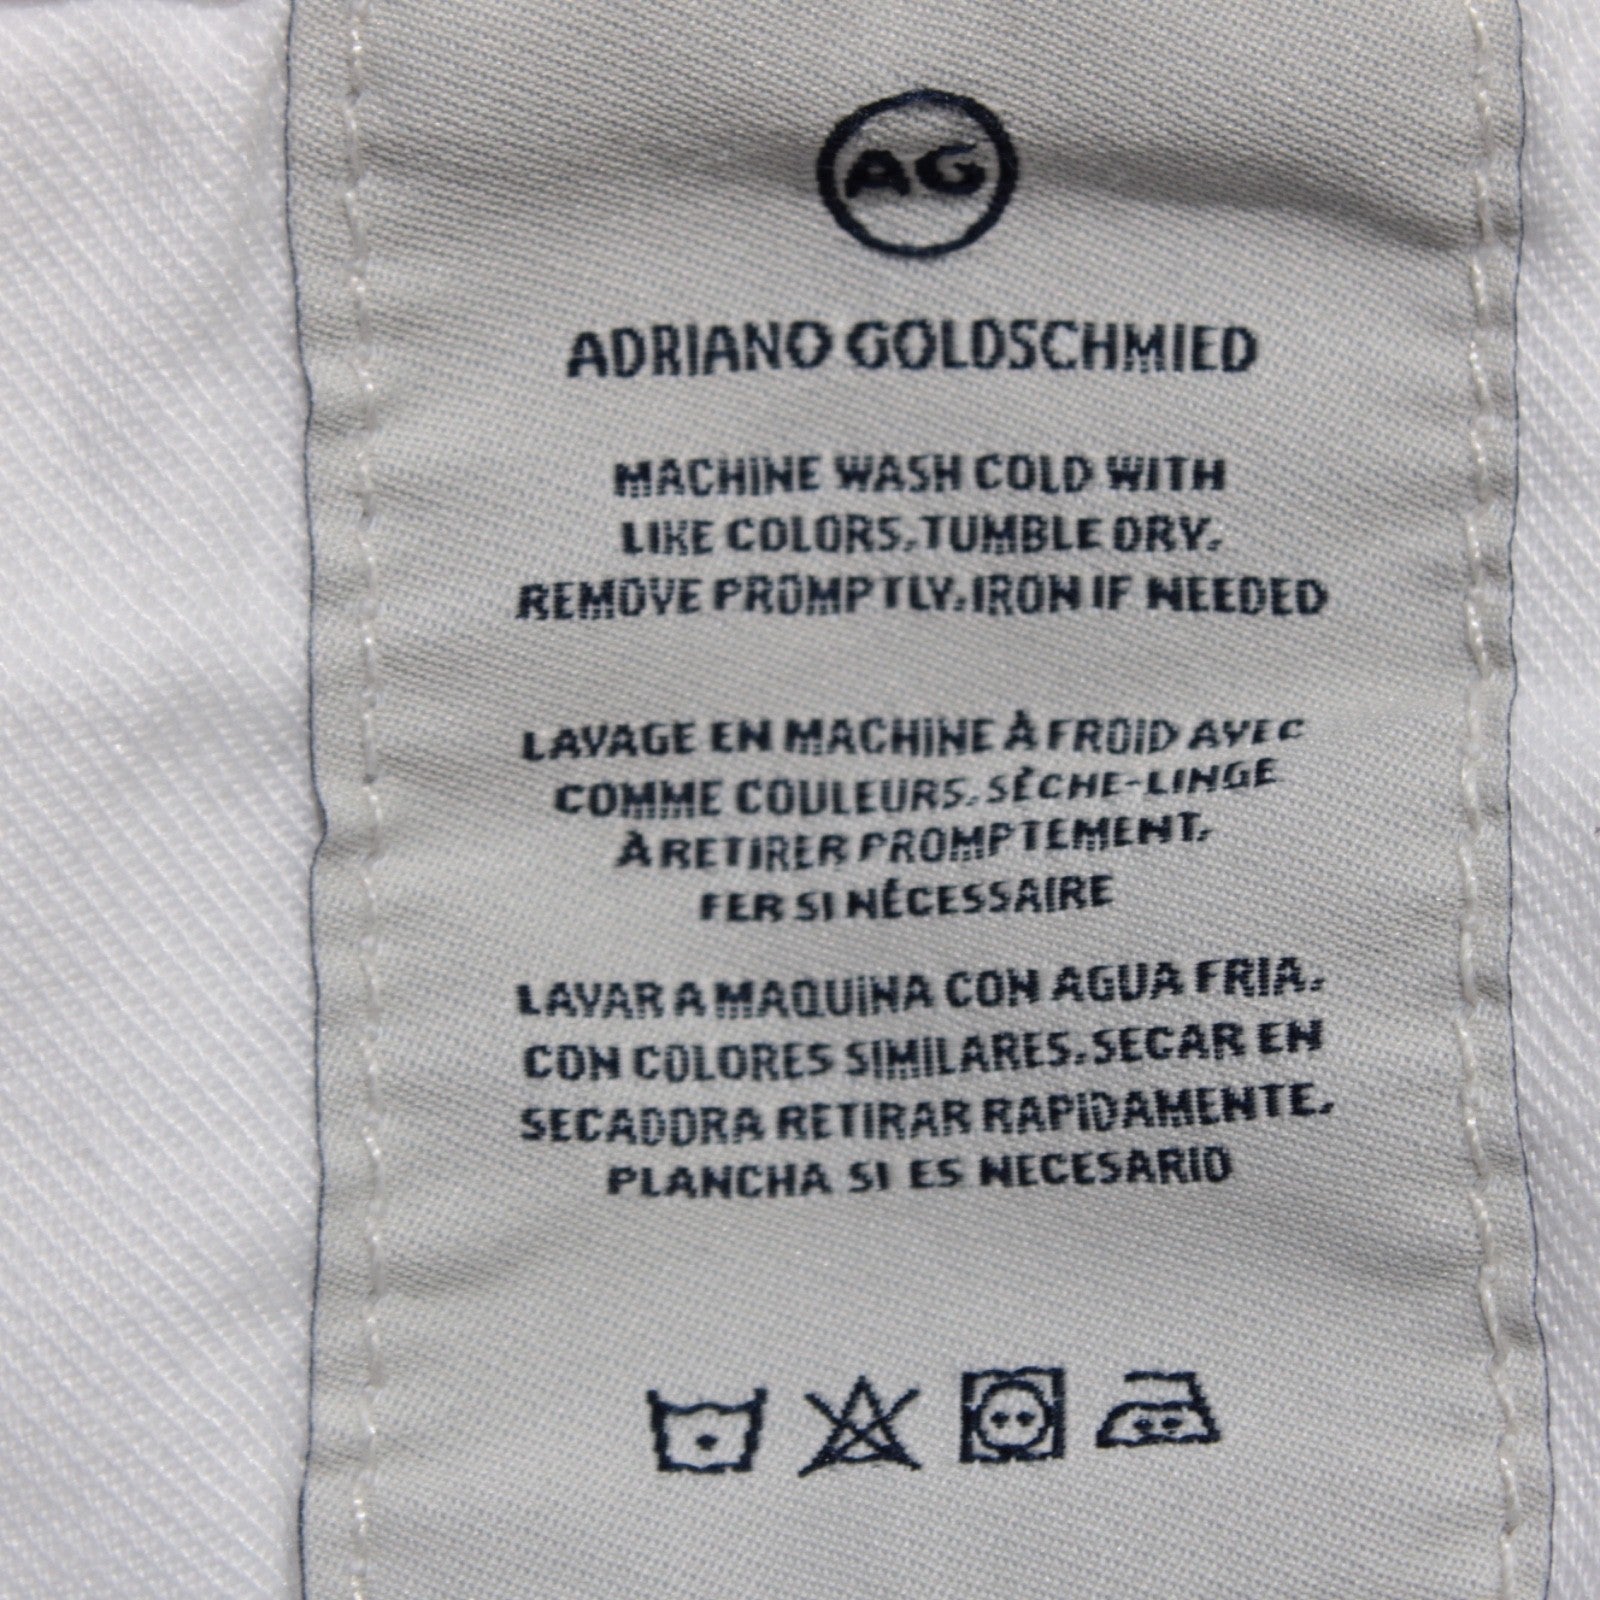 AG
ADRIANO GOLDSCHMIED
MACHINE WASH COLD WITH
LIKE COLORS, TUMBLE DRY,
REMOVE PROMPTLY, IRON IF NEEDED
LAVAGE EN MACHINE À FROID AVEC
COMME COULEURS, SÈCHE-LINGE
À RETIRER PROMPTEMENT,
FER SI NÉCESSAIRE
LAVAR A MAQUINA CON AGUA FRIA,
CON COLORES SIMILARES, SECAR EN
SECADORA RETIRAR RAPIDAMENTE,
PLANCHA SI ES NECESARIO